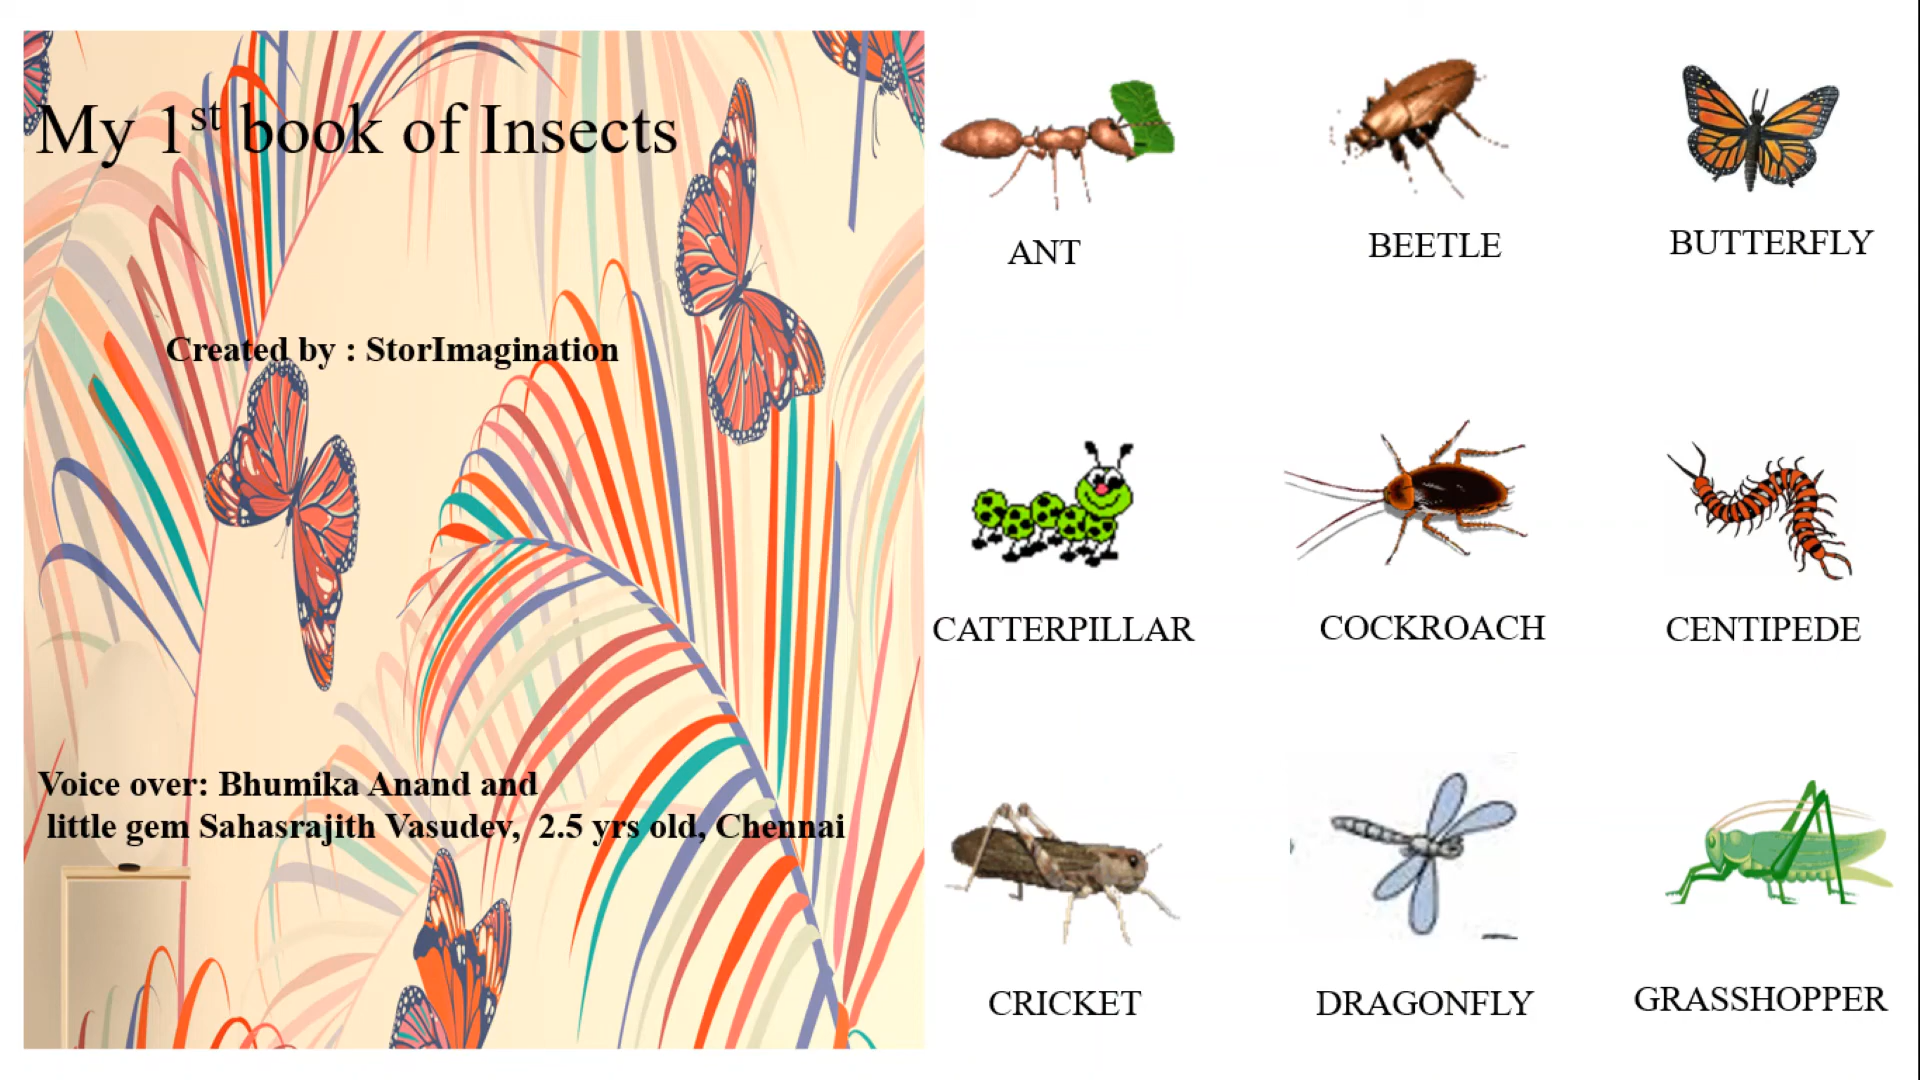 My 1st book of Insects
Created by : StorImagination
Voice over: Bhumika Anand and
little gem Sahasrajith Vasudev, 2.5 yrs old, Chennai
ANT
BEETLE
BUTTERFLY
CATTERPILLAR
COCKROACH
CENTIPEDE
CRICKET
DRAGONFLY
GRASSHOPPER